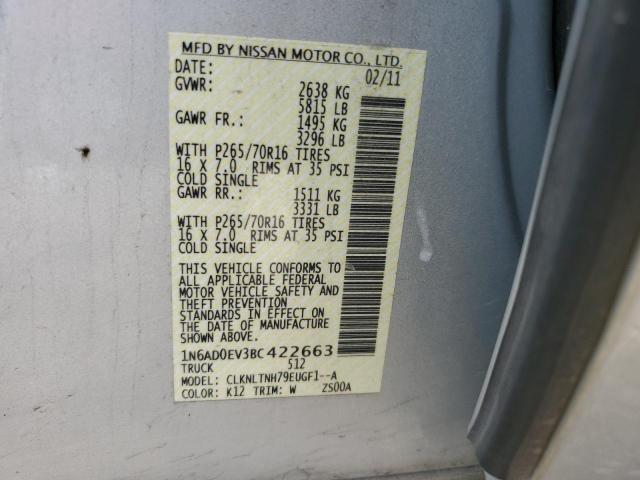 MFD BY NISSAN MOTOR CO., LTD.
DATE: 02/11
GVWR: 2638 KG
5815 LB
GAWR FR.: 1495 KG
3296 LB
WITH P265/70R16 TIRES
16 X 7.0 RIMS AT 35 PSI
COLD SINGLE
GAWR RR.: 1511 KG
3331 LB
WITH P265/70R16 TIRES
16 X 7.0 RIMS AT 35 PSI
COLD SINGLE
THIS VEHICLE CONFORMS TO
ALL APPLICABLE FEDERAL
MOTOR VEHICLE SAFETY AND
THEFT PREVENTION
STANDARDS IN EFFECT ON
THE DATE OF MANUFACTURE
SHOWN ABOVE.
1N6AD0EV3BC422663
TRUCK 512
MODEL: CLKNLTNH79EUGF1--A
COLOR: K12 TRIM: W ZS00A